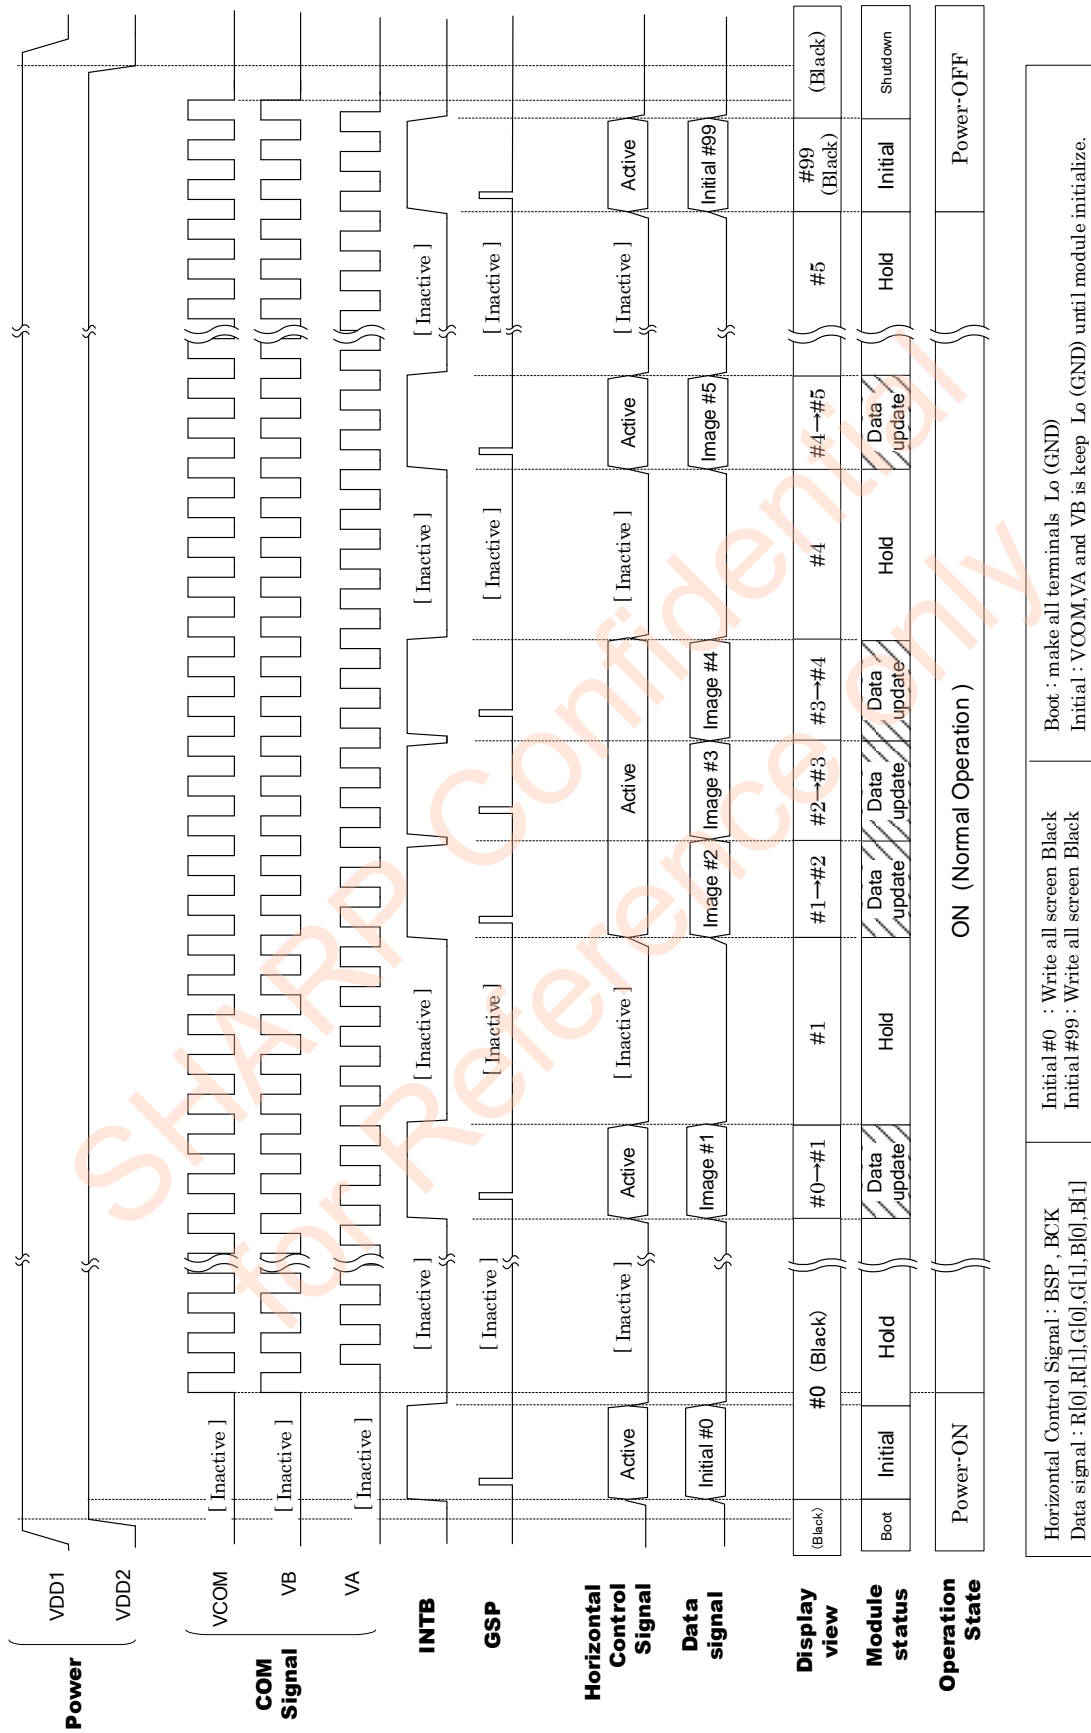 Power
VDD1
VDD2
COM
Signal
VCOM
[ Inactive ]
VB
[ Inactive ]
VA
[ Inactive ]
INTB
[ Inactive ]
[ Inactive ]
[ Inactive ]
[ Inactive ]
GSP
[ Inactive ]
[ Inactive ]
[ Inactive ]
[ Inactive ]
Horizontal
Control
Signal
Active
[ Inactive ]
Active
[ Inactive ]
Active
[ Inactive ]
Active
[ Inactive ]
Active
Data
signal
Initial #0
Image #1
Image #2
Image #3
Image #4
Image #5
Initial #99
Display
view
(Black)
#0 (Black)
#0→#1
#1
#1→#2
#2→#3
#3→#4
#4
#4→#5
#5
#99
(Black)
(Black)
Module
status
Boot
Initial
Hold
Data
update
Hold
Data
update
Data
update
Data
update
Hold
Data
update
Hold
Initial
Shutdown
Operation
State
Power-ON
ON (Normal Operation )
Power-OFF
Horizontal Control Signal : BSP , BCK
Data signal : R[0],R[1],G[0],G[1],B[0],B[1]
Initial #0 : Write all screen Black
Initial #99 : Write all screen Black
Boot : make all terminals Lo (GND)
Initial : VCOM,VA and VB is keep Lo (GND) until module initialize.
SHARP Confidential
for Reference only